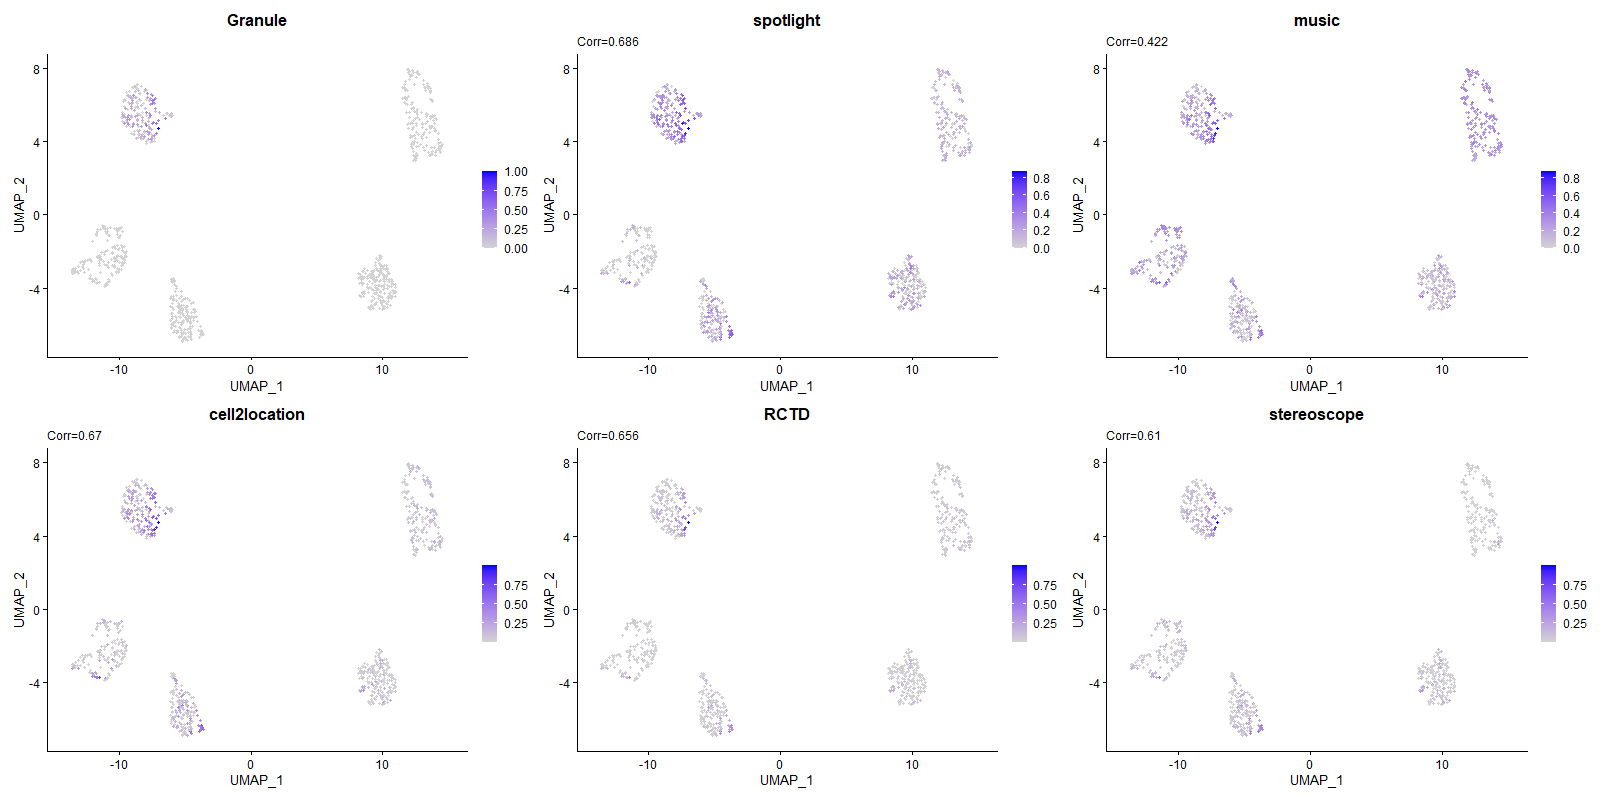 Granule
8
4
0
-4
-10
0
10
UMAP_1
UMAP_2
1.00
0.75
0.50
0.25
0.00
spotlight
Corr=0.686
8
4
0
-4
-10
0
10
UMAP_1
UMAP_2
0.8
0.6
0.4
0.2
0.0
music
Corr=0.422
8
4
0
-4
-10
0
10
UMAP_1
UMAP_2
0.8
0.6
0.4
0.2
0.0
cell2location
Corr=0.67
8
4
0
-4
-10
0
10
UMAP_1
UMAP_2
0.75
0.50
0.25
RCTD
Corr=0.656
8
4
0
-4
-10
0
10
UMAP_1
UMAP_2
0.75
0.50
0.25
stereoscope
Corr=0.61
8
4
0
-4
-10
0
10
UMAP_1
UMAP_2
0.75
0.50
0.25